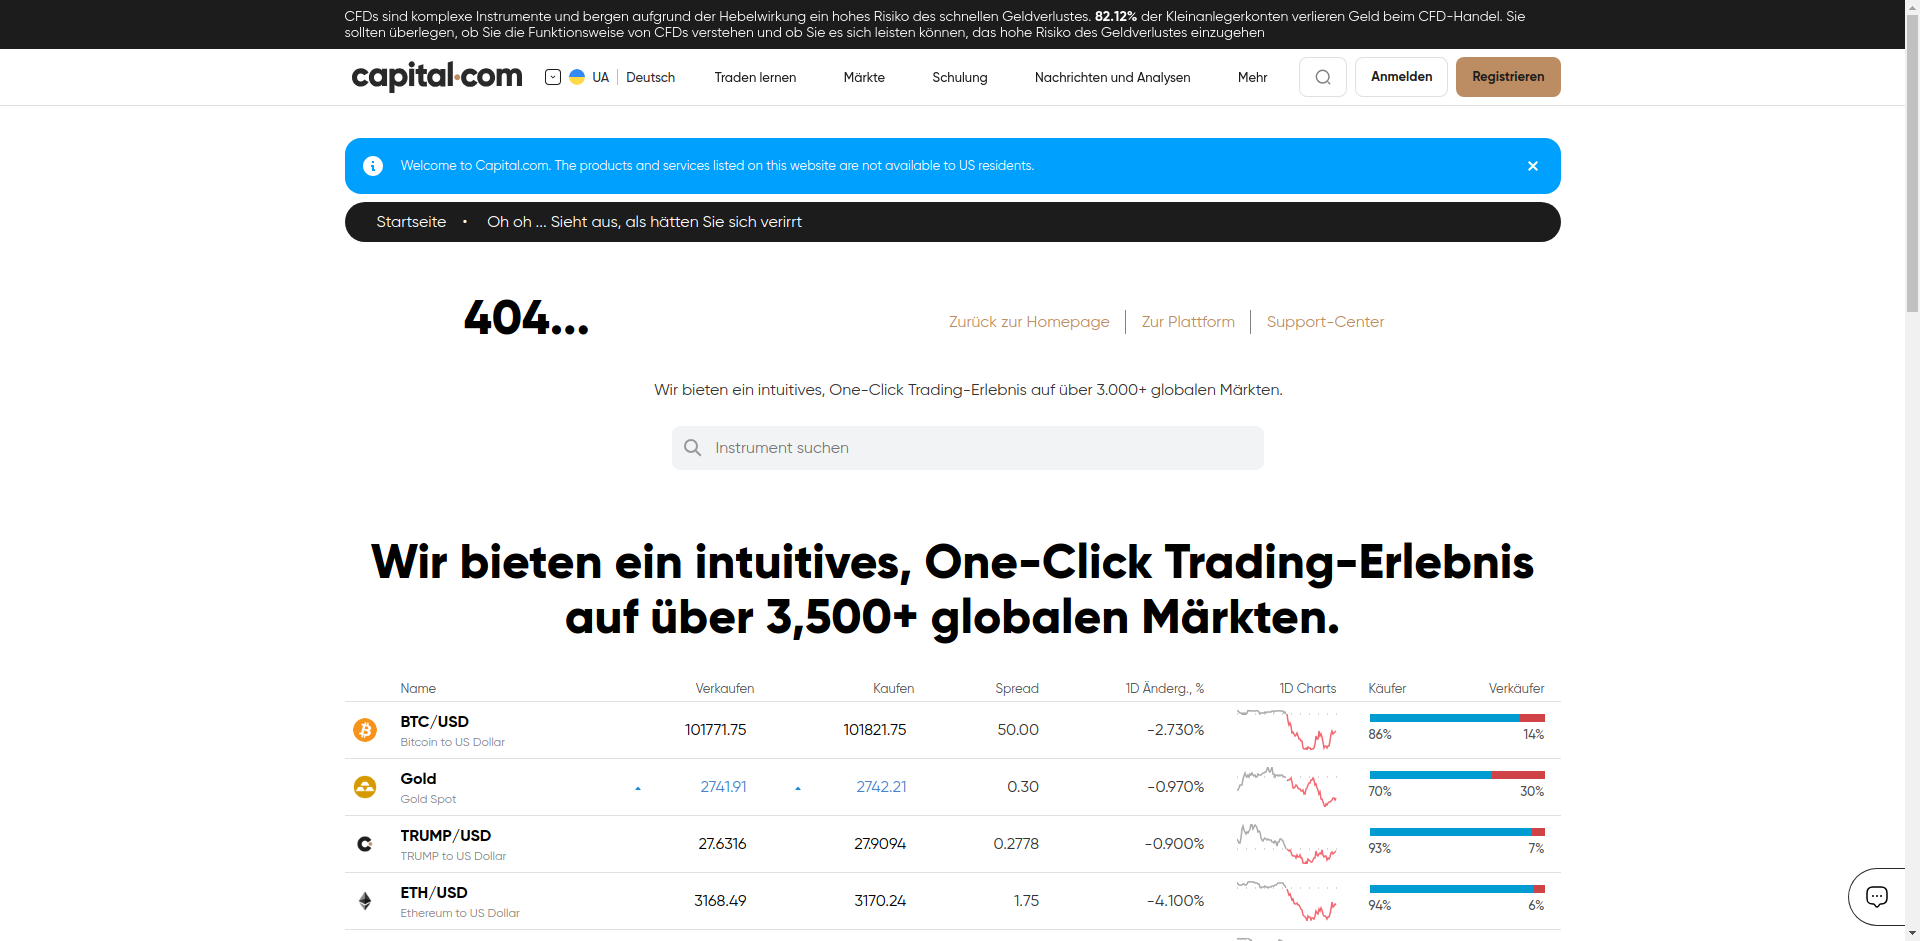 CFDs sind komplexe Instrumente und bergen aufgrund der Hebelwirkung ein hohes Risiko des schnellen Geldverlustes. 82.12% der Kleinanlegerkonten verlieren Geld beim CFD-Handel. Sie
sollten überlegen, ob Sie die Funktionsweise von CFDs verstehen und ob Sie es sich leisten können, das hohe Risiko des Geldverlustes einzugehen
capital.com UA Deutsch Traden lernen Märkte Schulung Nachrichten und Analysen Mehr Anmelden Registrieren
Welcome to Capital.com. The products and services listed on this website are not available to US residents.
Startseite • Oh oh ... Sieht aus, als hätten Sie sich verirrt
404...
Zurück zur Homepage Zur Plattform Support-Center
Wir bieten ein intuitives, One-Click Trading-Erlebnis auf über 3.000+ globalen Märkten.
Instrument suchen
Wir bieten ein intuitives, One-Click Trading-Erlebnis
auf über 3,500+ globalen Märkten.
Name Verkaufen Kaufen Spread 1D Änderg., % 1D Charts Käufer Verkäufer
BTC/USD 101771.75 101821.75 50.00 -2.730% 86% 14%
Bitcoin to US Dollar
Gold 2741.91 2742.21 0.30 -0.970% 70% 30%
Gold Spot
TRUMP/USD 27.6316 27.9094 0.2778 -0.900% 93% 7%
TRUMP to US Dollar
ETH/USD 3168.49 3170.24 1.75 -4.100% 94% 6%
Ethereum to US Dollar